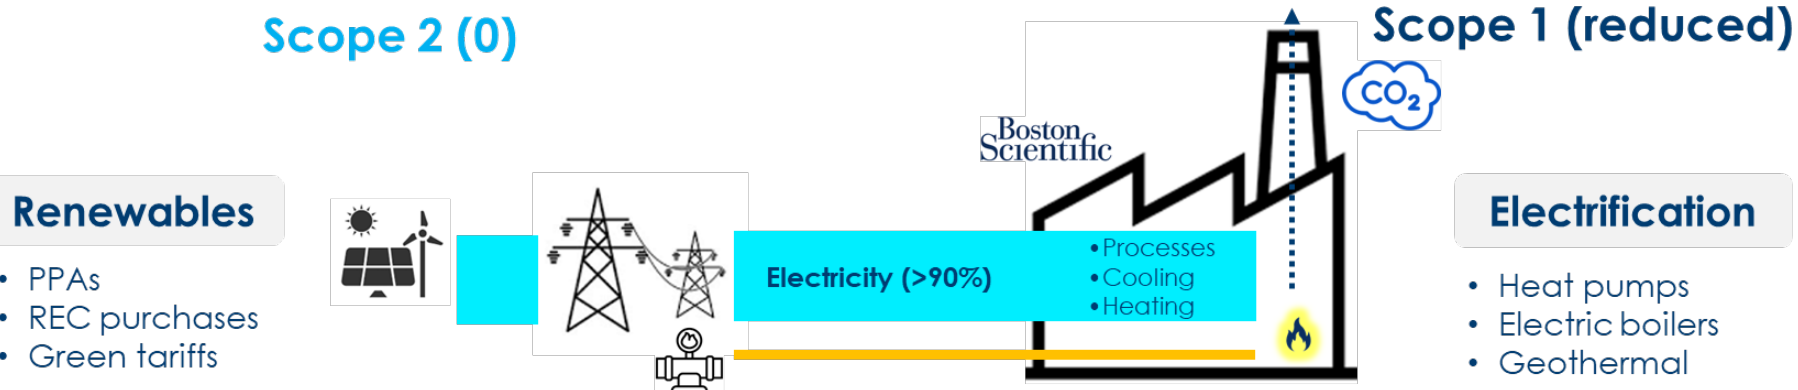 Scope 2 (0)
Scope 1 (reduced)
CO2
Boston
Scientific
Renewables
• PPAs
• REC purchases
• Green tariffs
Electricity (>90%)
• Processes
• Cooling
• Heating
Electrification
• Heat pumps
• Electric boilers
• Geothermal